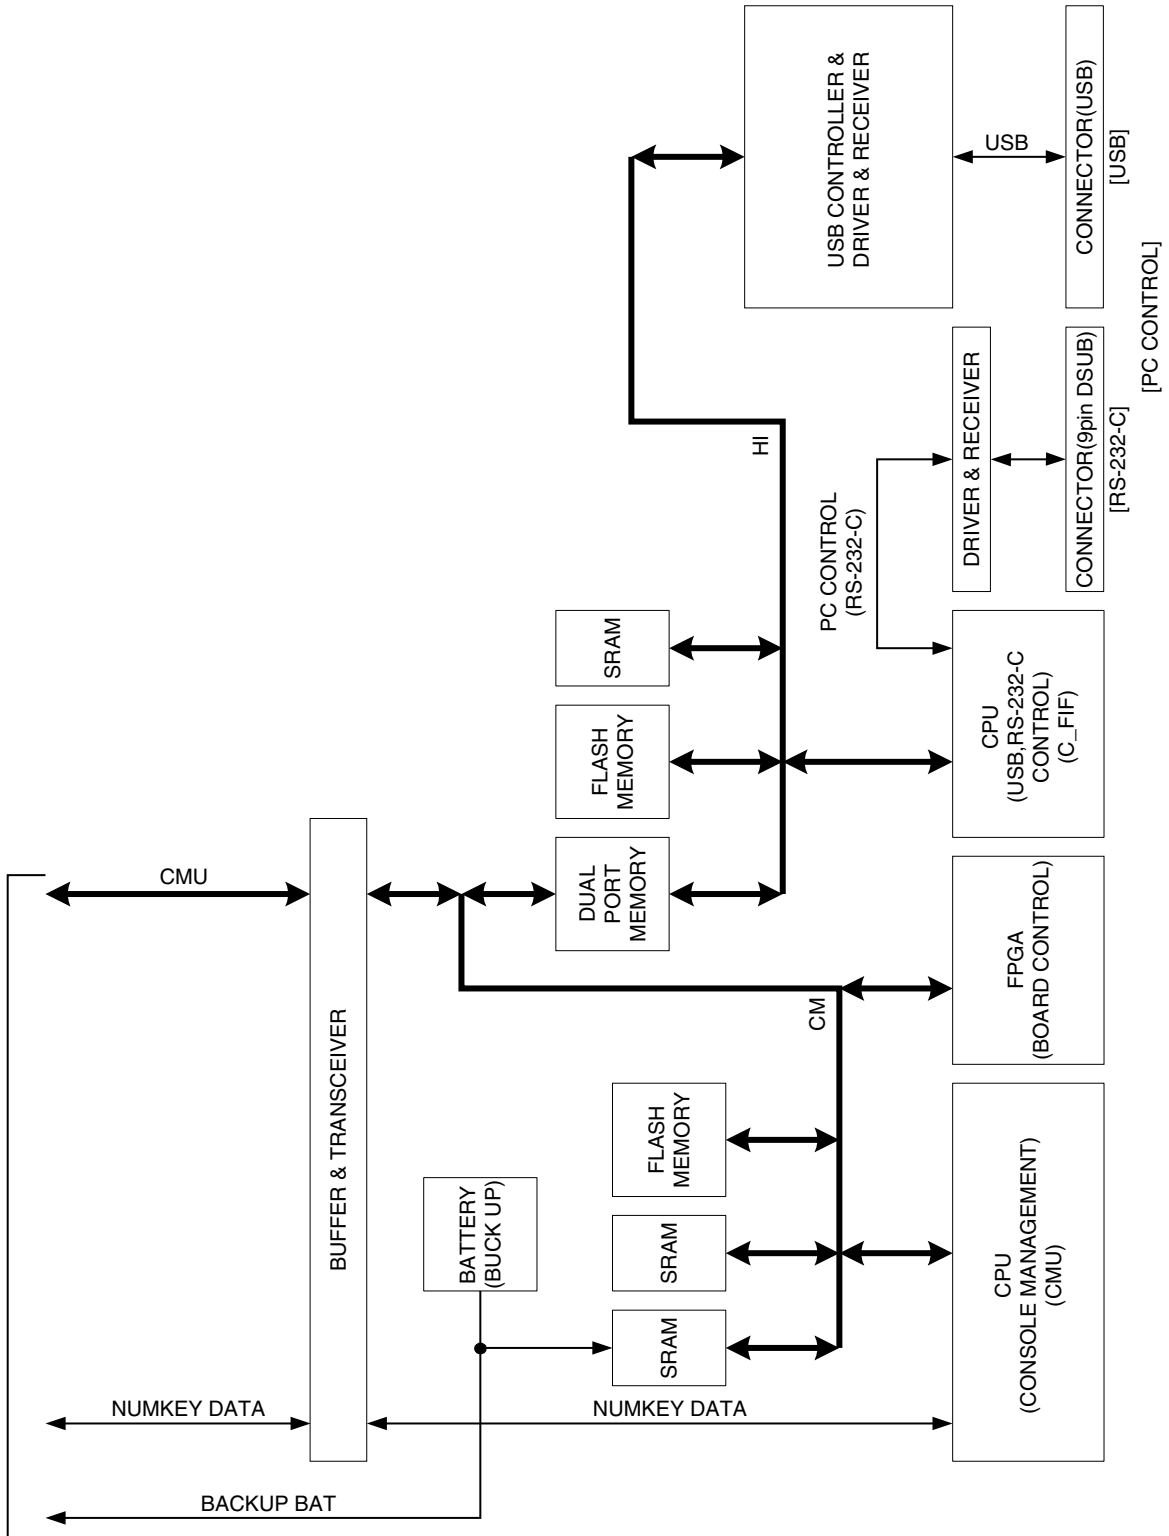 CMU
NUMKEY DATA
BACKUP BAT
BUFFER & TRANSCEIVER
BATTERY
(BUCK UP)
NUMKEY DATA
DUAL
PORT
MEMORY
FLASH
MEMORY
SRAM
SRAM
SRAM
FLASH
MEMORY
CM
HI
CPU
(CONSOLE MANAGEMENT)
(CMU)
FPGA
(BOARD CONTROL)
CPU
(USB,RS-232-C
CONTROL)
(C_FIF)
PC CONTROL
(RS-232-C)
DRIVER & RECEIVER
CONNECTOR(9pin DSUB)
[RS-232-C]
USB CONTROLLER &
DRIVER & RECEIVER
USB
CONNECTOR(USB)
[USB]
[PC CONTROL]